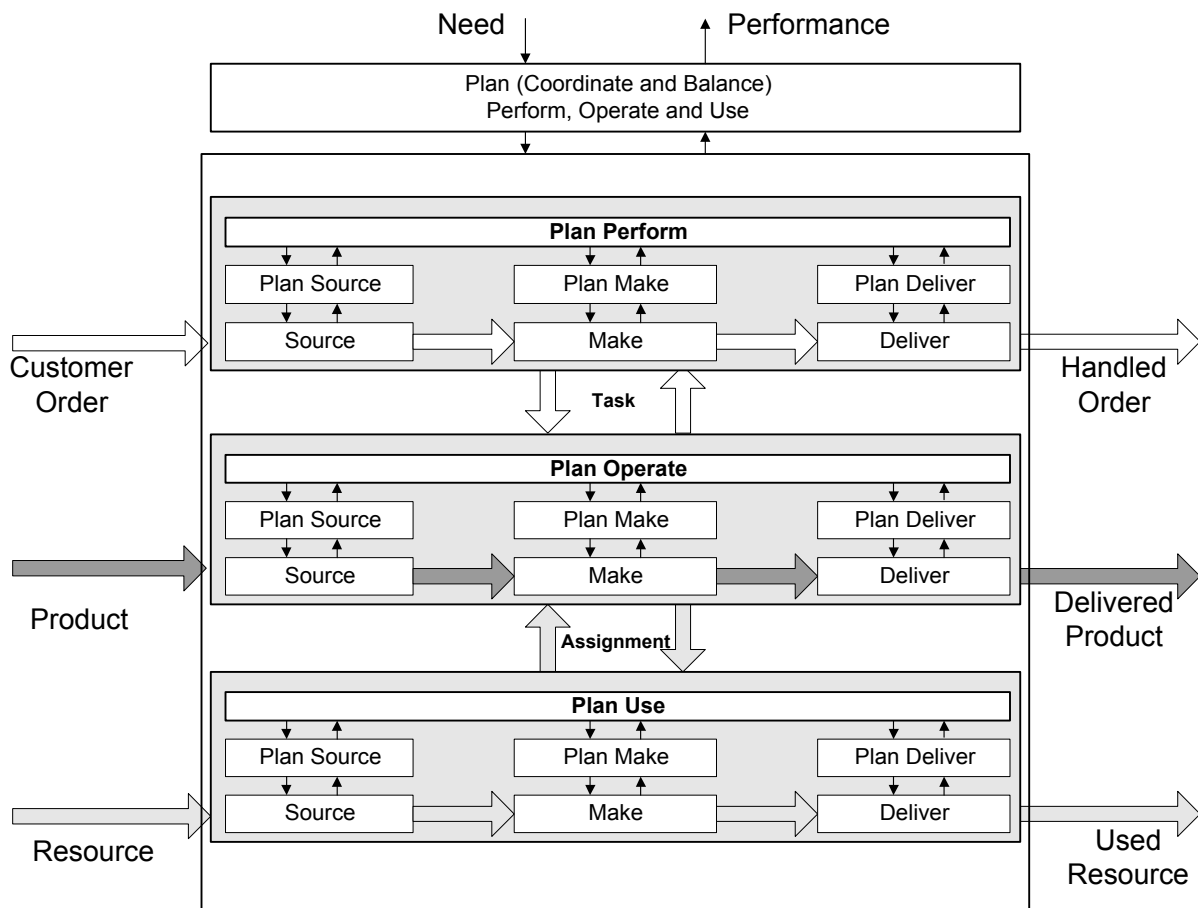 Need
Performance
Plan (Coordinate and Balance)
Perform, Operate and Use
Plan Perform
Plan Source
Plan Make
Plan Deliver
Source
Make
Deliver
Customer
Order
Handled
Order
Task
Plan Operate
Plan Source
Plan Make
Plan Deliver
Source
Make
Deliver
Product
Delivered
Product
Assignment
Plan Use
Plan Source
Plan Make
Plan Deliver
Source
Make
Deliver
Resource
Used
Resource